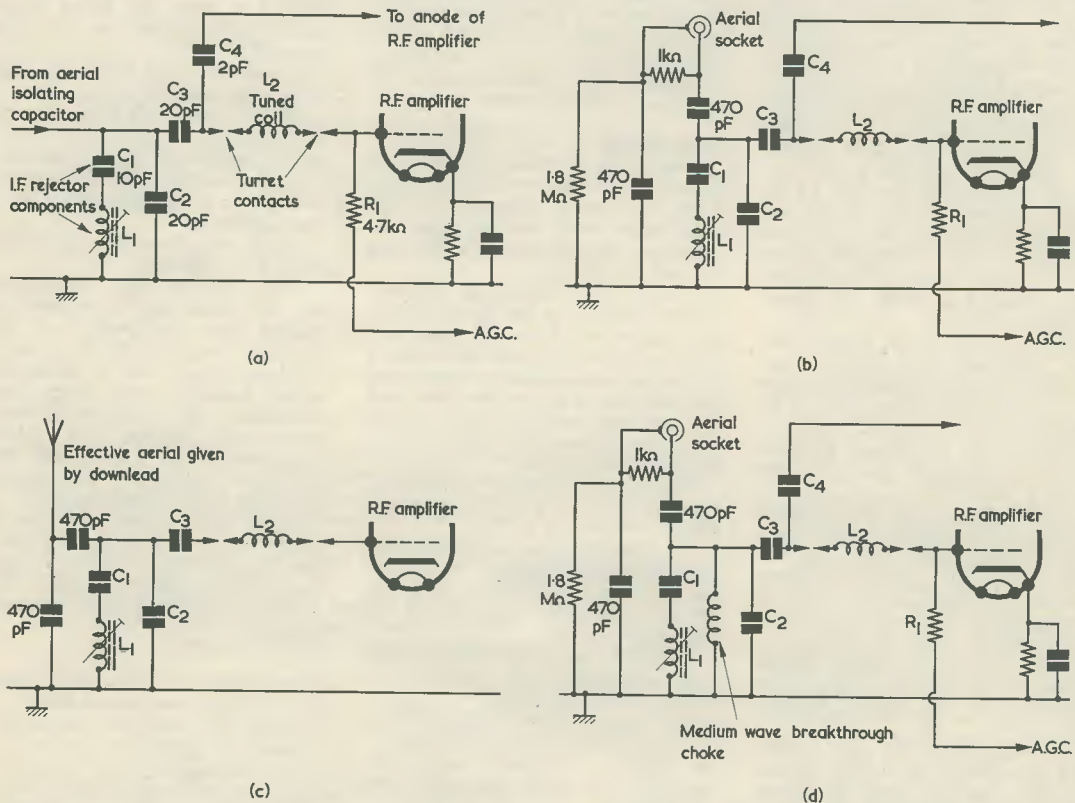 To anode of
R.F. amplifier
C4
2pF
From aerial
isolating
capacitor
C3
20pF
L2
Tuned
coil
R.F. amplifier
C1
10pF
I.F. rejector
components
L1
C2
20pF
Turret
contacts
R1
4.7kΩ
A.G.C.
(a)
Aerial
socket
1kΩ
C4
470
pF
C3
L2
R.F. amplifier
1.8
MΩ
470
pF
C1
L1
C2
R1
A.G.C.
(b)
Effective aerial given
by downlead
470pF
C3
L2
R.F. amplifier
470
pF
C1
L1
C2
(c)
Aerial
socket
1kΩ
C4
470pF
C3
L2
R.F. amplifier
1.8
MΩ
470
pF
C1
L1
C2
R1
Medium wave breakthrough
choke
A.G.C.
(d)